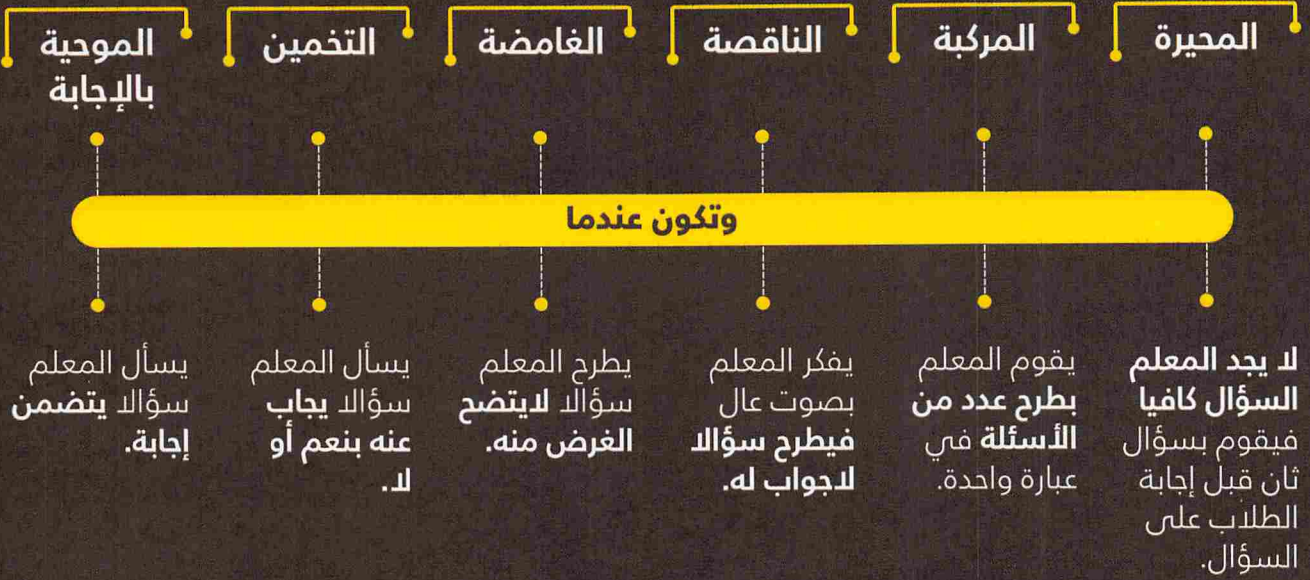 المحيرة
المركبة
الناقصة
الغامضة
التخمين
الموحية
بالإجابة
وتكون عندما
لا يجد المعلم
السؤال كافيا
فيقوم بسؤال
ثان قبل إجابة
الطلاب على
السؤال.
يقوم المعلم
بطرح عدد من
الأسئلة في
عبارة واحدة.
يفكر المعلم
بصوت عال
فيطرح سؤالا
لاجواب له.
يطرح المعلم
سؤالا لايتضح
الغرض منه.
يسأل المعلم
سؤالا يجاب
عنه بنعم أو
لا.
يسأل المعلم
سؤالا يتضمن
إجابة.